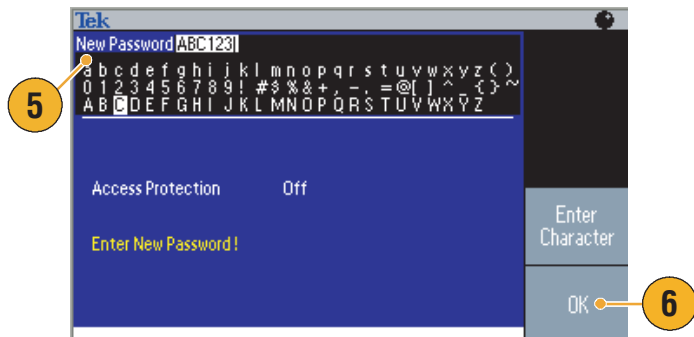 Tek
New Password ABC123
a b c d e f g h i j k l m n o p q r s t u v w x y z ( )
0 1 2 3 4 5 6 7 8 9 ! # $ % & + , - . = @ [ ] ^ _ { } ~
A B C D E F G H I J K L M N O P Q R S T U V W X Y Z
5
Access Protection Off
Enter New Password !
Enter
Character
OK
6